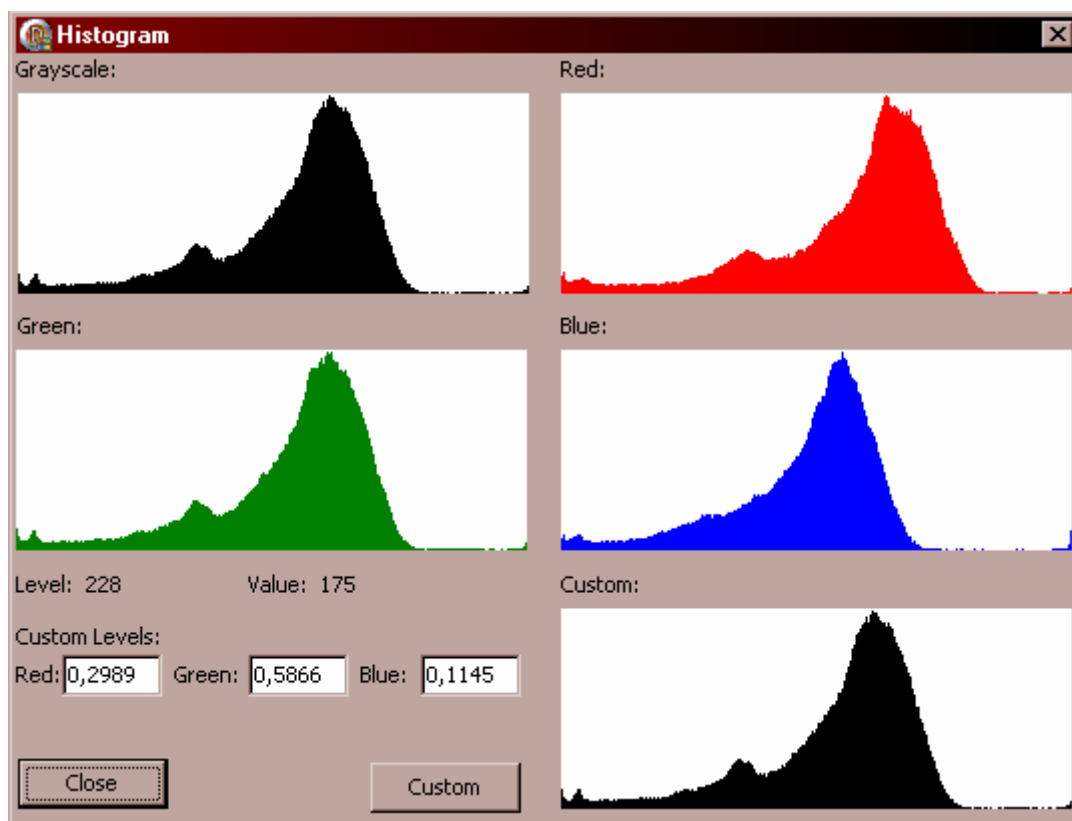 Histogram
Grayscale:
Red:
Green:
Blue:
Level: 228 Value: 175
Custom:
Custom Levels:
Red: 0,2989 Green: 0,5866 Blue: 0,1145
Close
Custom